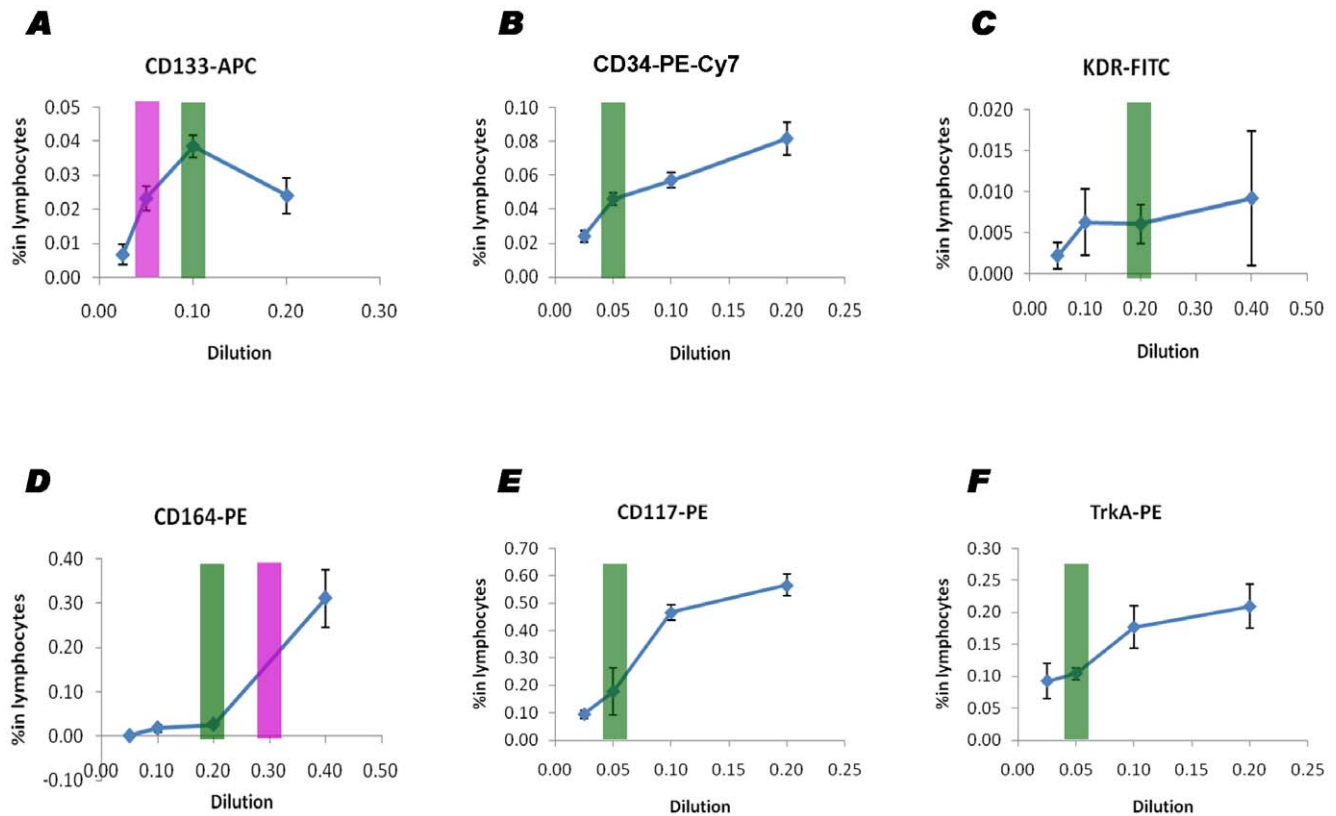 A
CD133-APC
%in lymphocytes
0.05
0.04
0.03
0.02
0.01
0.00
0.00 0.10 0.20 0.30
Dilution
B
CD34-PE-Cy7
%in lymphocytes
0.10
0.08
0.06
0.04
0.02
0.00
0.00 0.05 0.10 0.15 0.20 0.25
Dilution
C
KDR-FITC
%in lymphocytes
0.020
0.015
0.010
0.005
0.000
0.00 0.10 0.20 0.30 0.40 0.50
Dilution
D
CD164-PE
%in lymphocytes
0.40
0.30
0.20
0.10
0.00
-0.10
0.00 0.10 0.20 0.30 0.40 0.50
Dilution
E
CD117-PE
%in lymphocytes
0.70
0.60
0.50
0.40
0.30
0.20
0.10
0.00
0.00 0.05 0.10 0.15 0.20 0.25
Dilution
F
TrkA-PE
%in lymphocytes
0.30
0.25
0.20
0.15
0.10
0.05
0.00
0.00 0.05 0.10 0.15 0.20 0.25
Dilution